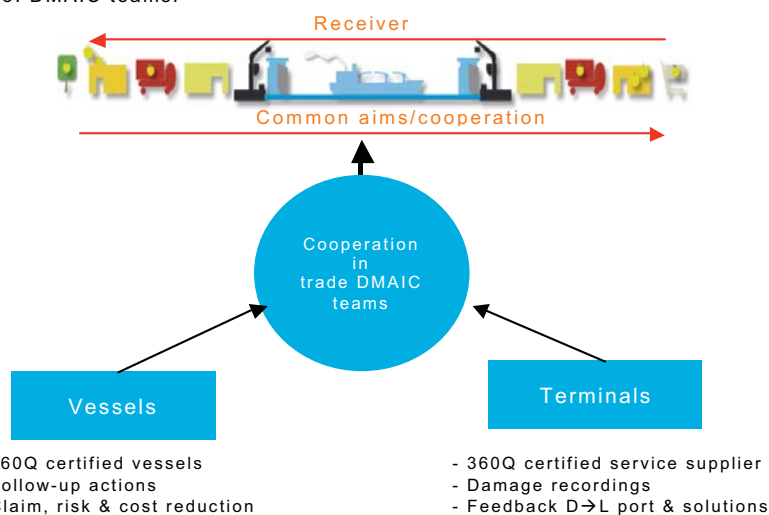 or DMAIC teams.
Receiver
Common aims/cooperation
Cooperation
in
trade DMAIC
teams
Vessels
Terminals
60Q certified vessels
ollow-up actions
laim, risk & cost reduction
- 360Q certified service supplier
- Damage recordings
- Feedback D→L port & solutions